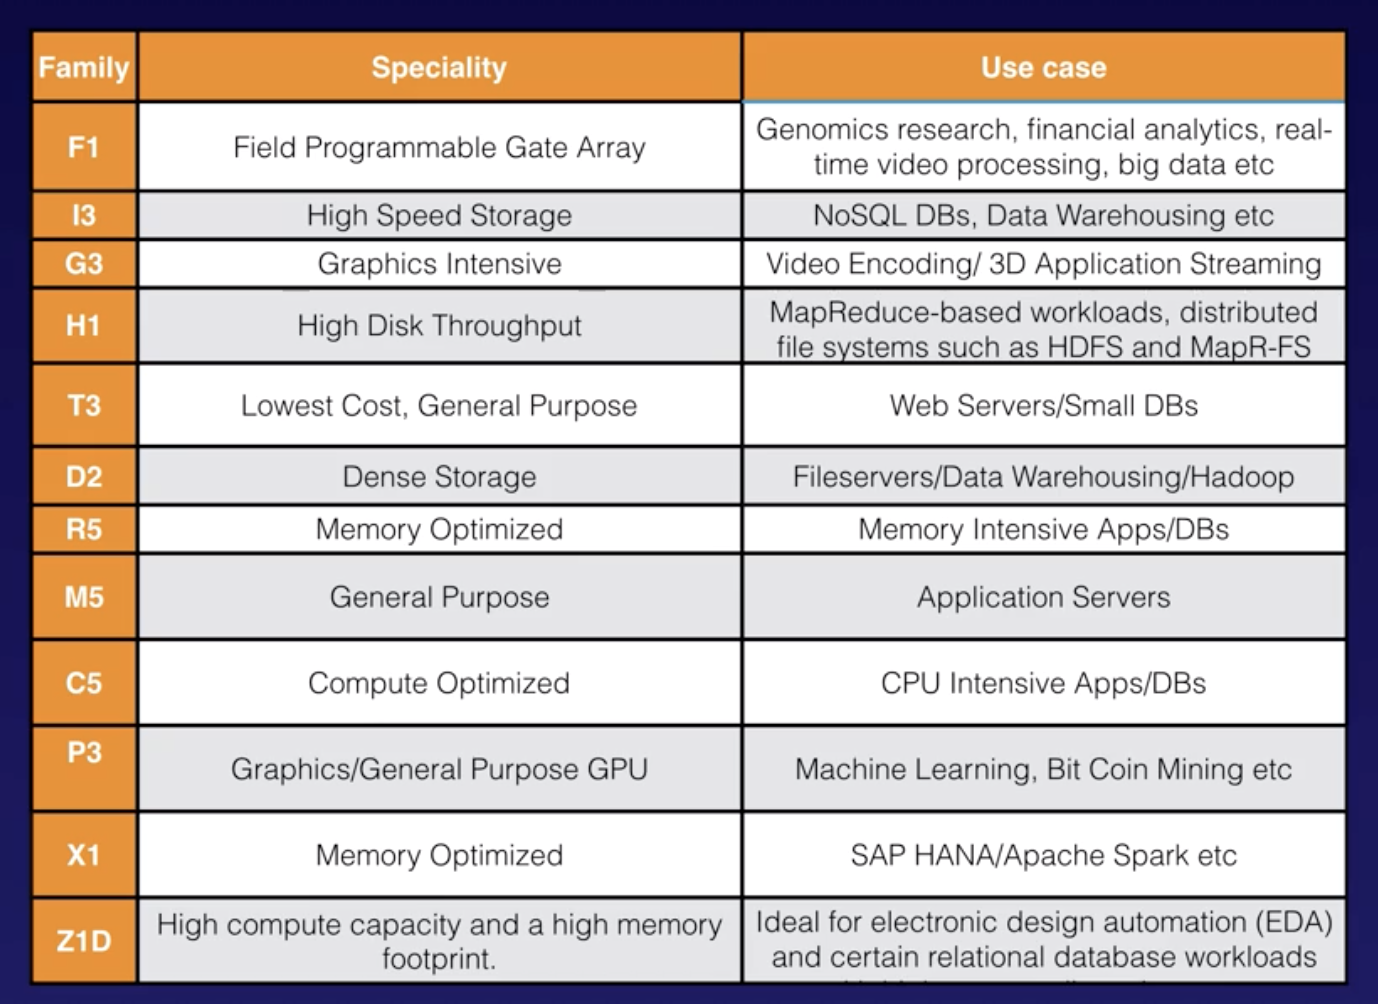 Family Speciality Use case
F1 Field Programmable Gate Array Genomics research, financial analytics, real-
time video processing, big data etc
I3 High Speed Storage NoSQL DBs, Data Warehousing etc
G3 Graphics Intensive Video Encoding/ 3D Application Streaming
H1 High Disk Throughput MapReduce-based workloads, distributed
file systems such as HDFS and MapR-FS
T3 Lowest Cost, General Purpose Web Servers/Small DBs
D2 Dense Storage Fileservers/Data Warehousing/Hadoop
R5 Memory Optimized Memory Intensive Apps/DBs
M5 General Purpose Application Servers
C5 Compute Optimized CPU Intensive Apps/DBs
P3 Graphics/General Purpose GPU Machine Learning, Bit Coin Mining etc
X1 Memory Optimized SAP HANA/Apache Spark etc
Z1D High compute capacity and a high memory
footprint. Ideal for electronic design automation (EDA)
and certain relational database workloads